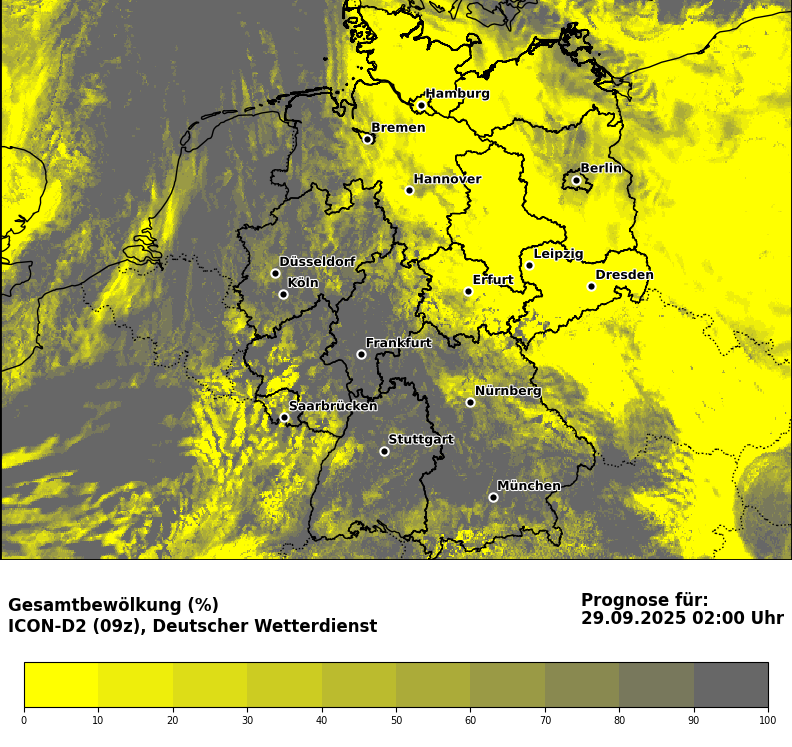 Hamburg
Bremen
Berlin
Hannover
Leipzig
Düsseldorf
Dresden
Köln
Erfurt
Frankfurt
Nürnberg
Saarbrücken
Stuttgart
München
Gesamtbewölkung (%)
ICON-D2 (09z), Deutscher Wetterdienst
Prognose für:
29.09.2025 02:00 Uhr
0 10 20 30 40 50 60 70 80 90 100